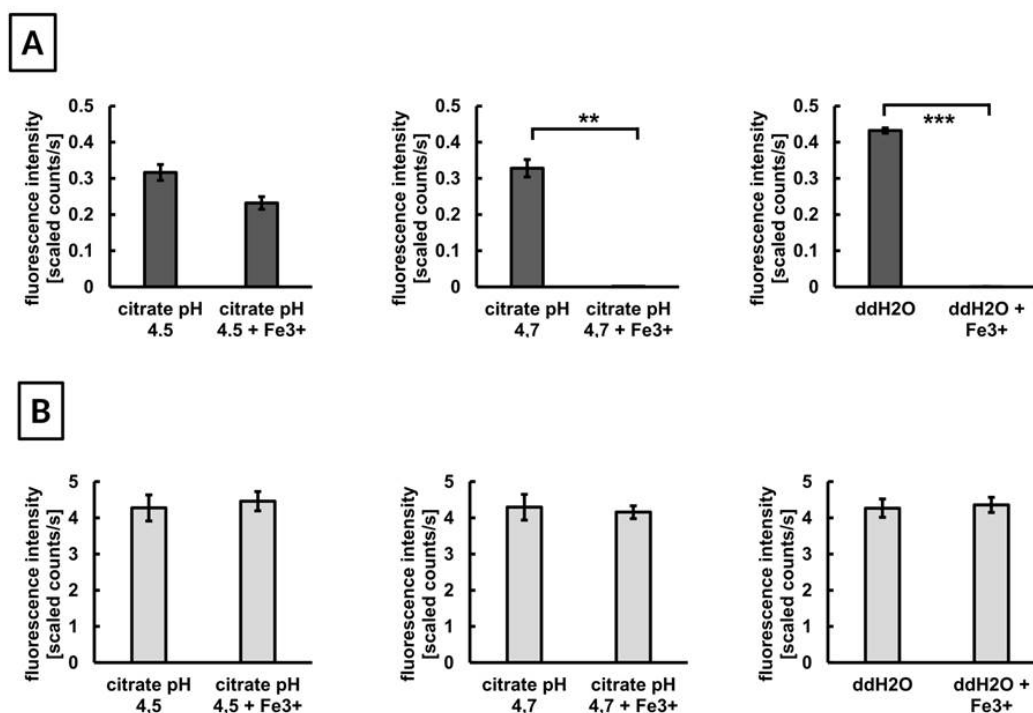 A
fluorescence intensity
[scaled counts/s]
0.5
0.4
0.3
0.2
0.1
0
citrate pH
4.5
citrate pH
4.5 + Fe3+
fluorescence intensity
[scaled counts/s]
0.5
0.4
0.3
0.2
0.1
0
**
citrate pH
4,7
citrate pH
4,7 + Fe3+
fluorescence intensity
[scaled counts/s]
0.5
0.4
0.3
0.2
0.1
0
***
ddH2O
ddH2O +
Fe3+
B
fluorescence intensity
[scaled counts/s]
5
4
3
2
1
0
citrate pH
4,5
citrate pH
4,5 + Fe3+
fluorescence intensity
[scaled counts/s]
5
4
3
2
1
0
citrate pH
4,7
citrate pH
4,7 + Fe3+
fluorescence intensity
[scaled counts/s]
5
4
3
2
1
0
ddH2O
ddH2O +
Fe3+